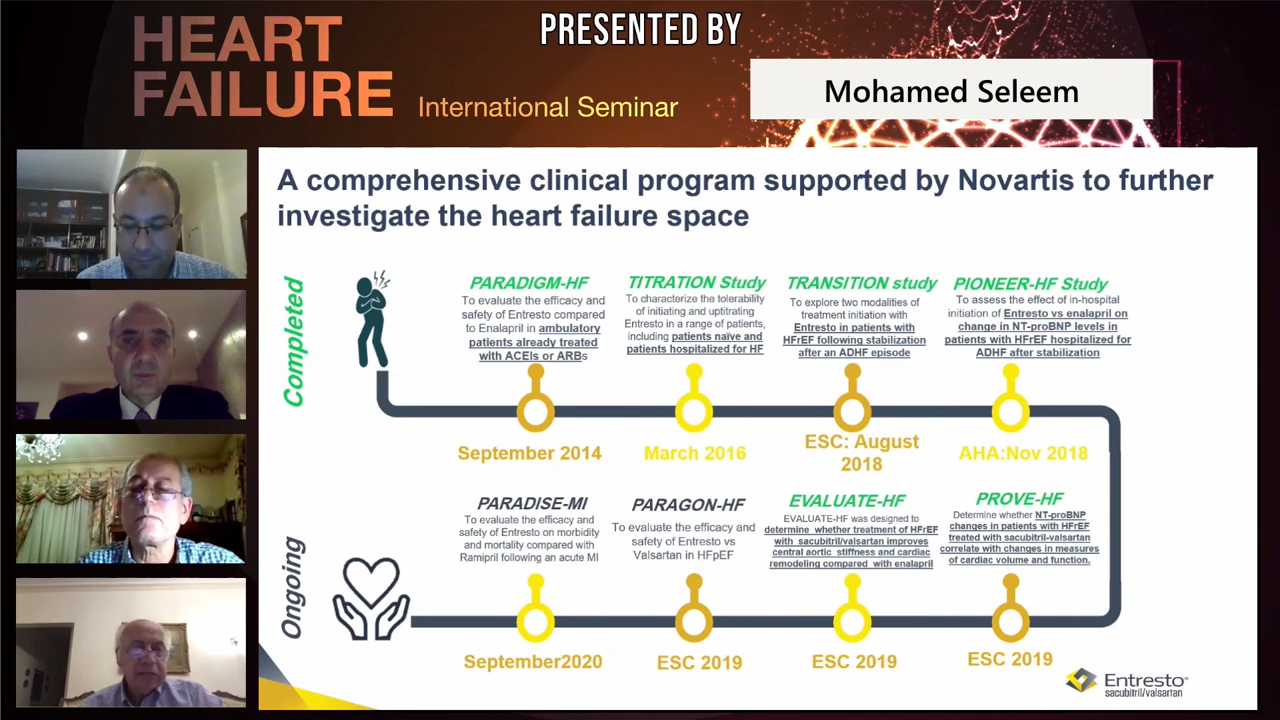 HEART
FAILURE
International Seminar
PRESENTED BY
Mohamed Seleem
A comprehensive clinical program supported by Novartis to further
investigate the heart failure space
Completed
PARADIGM-HF
To evaluate the efficacy and
safety of Entresto compared
to Enalapril in ambulatory
patients already treated
with ACEIs or ARBs
September 2014
TITRATION Study
To characterize the tolerability
of initiating and uptitrating
Entresto in a range of patients,
including patients naïve and
patients hospitalized for HF
March 2016
TRANSITION study
To explore two modalities of
treatment initiation with
Entresto in patients with
HFrEF following stabilization
after an ADHF episode
ESC: August
2018
PIONEER-HF Study
To assess the effect of in-hospital
initiation of Entresto vs enalapril on
change in NT-proBNP levels in
patients with HFrEF hospitalized for
ADHF after stabilization
AHA:Nov 2018
Ongoing
PARADISE-MI
To evaluate the efficacy and
safety of Entresto on morbidity
and mortality compared with
Ramipril following an acute MI
September2020
PARAGON-HF
To evaluate the efficacy and
safety of Entresto vs
Valsartan in HFpEF
ESC 2019
EVALUATE-HF
EVALUATE-HF was designed to
determine whether treatment of HFrEF
with sacubitril/valsartan improves
central aortic stiffness and cardiac
remodeling compared with enalapril
ESC 2019
PROVE-HF
Determine whether NT-proBNP
changes in patients with HFrEF
treated with sacubitril-valsartan
correlate with changes in measures
of cardiac volume and function.
ESC 2019
Entresto®
sacubitril/valsartan